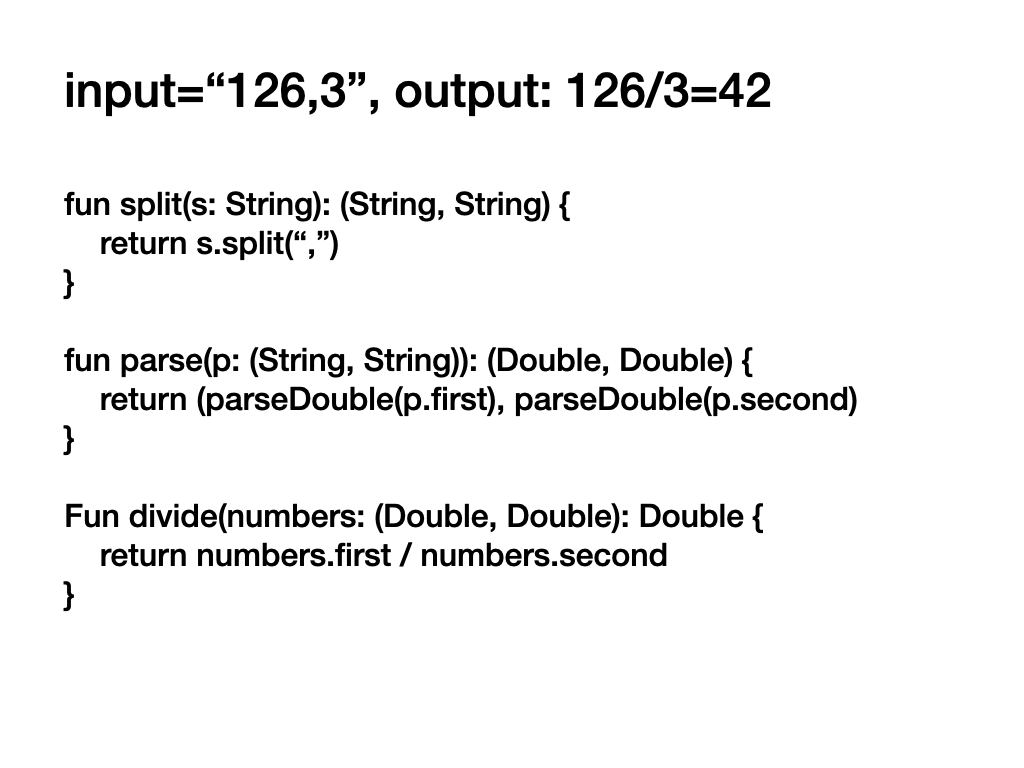 input=“126,3”, output: 126/3=42
fun split(s: String): (String, String) {
return s.split(“,”)
}
fun parse(p: (String, String)): (Double, Double) {
return (parseDouble(p.first), parseDouble(p.second)
}
Fun divide(numbers: (Double, Double): Double {
return numbers.first / numbers.second
}